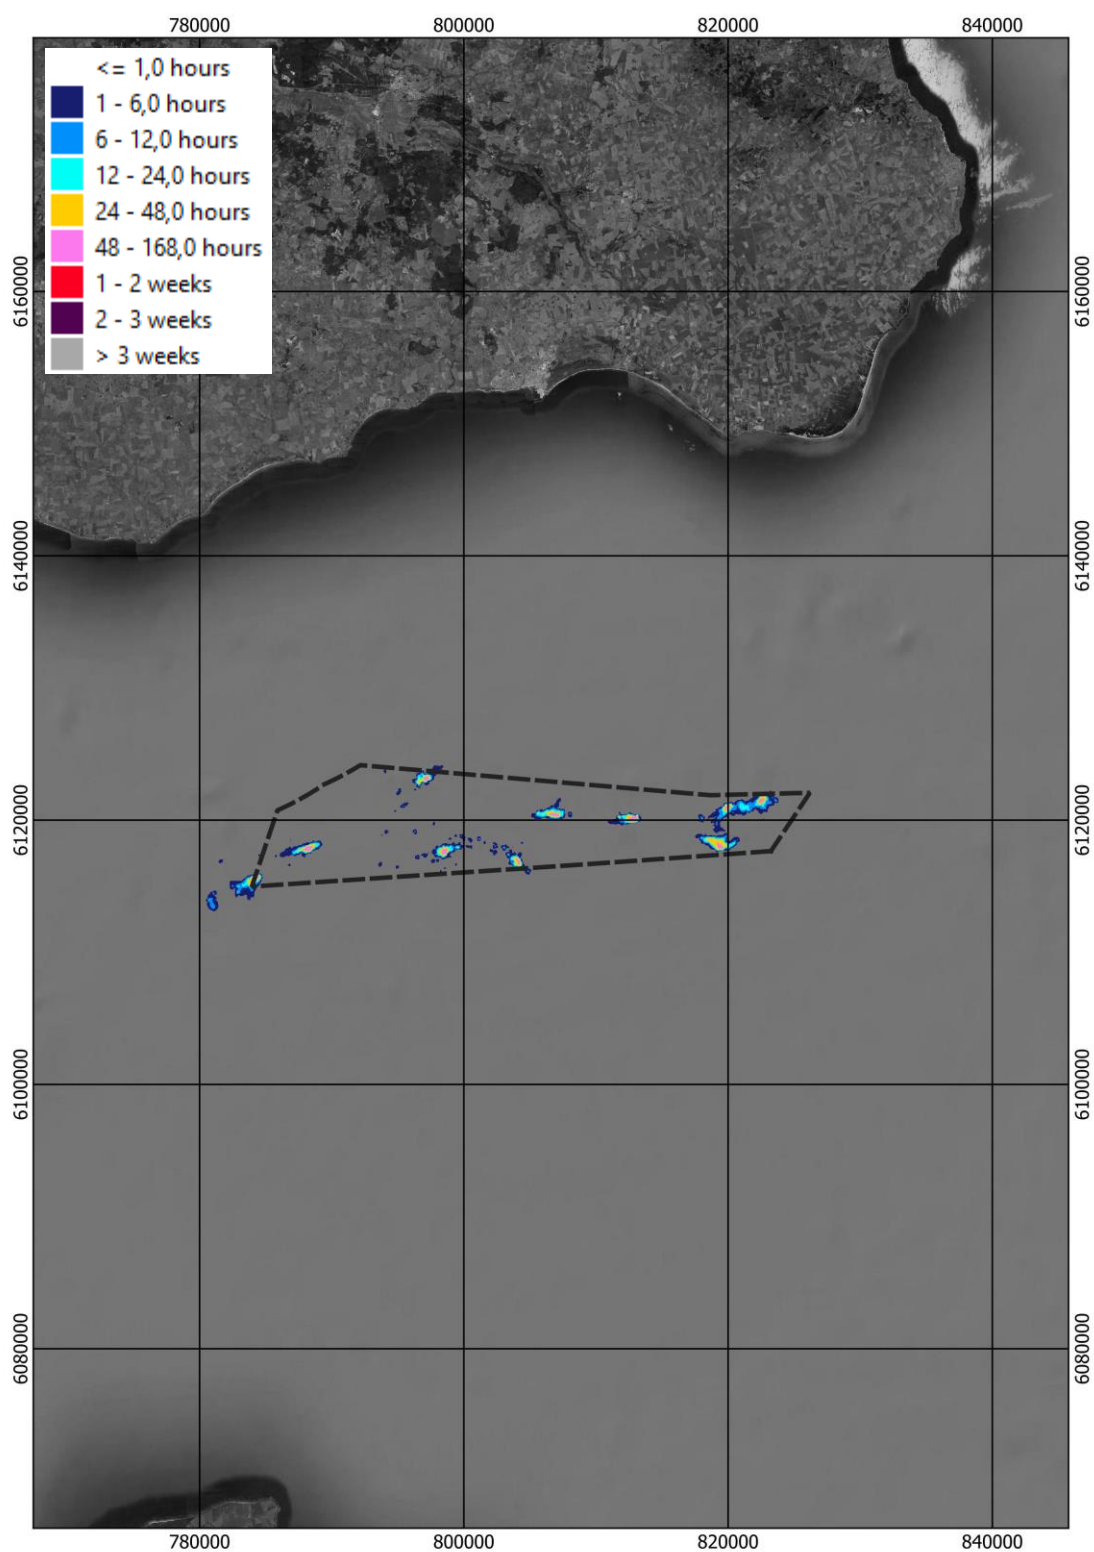 780000 800000 820000 840000
<= 1,0 hours
1 - 6,0 hours
6 - 12,0 hours
12 - 24,0 hours
24 - 48,0 hours
48 - 168,0 hours
1 - 2 weeks
2 - 3 weeks
> 3 weeks
6160000 6160000
6140000 6140000
6120000 6120000
6100000 6100000
6080000 6080000
780000 800000 820000 840000